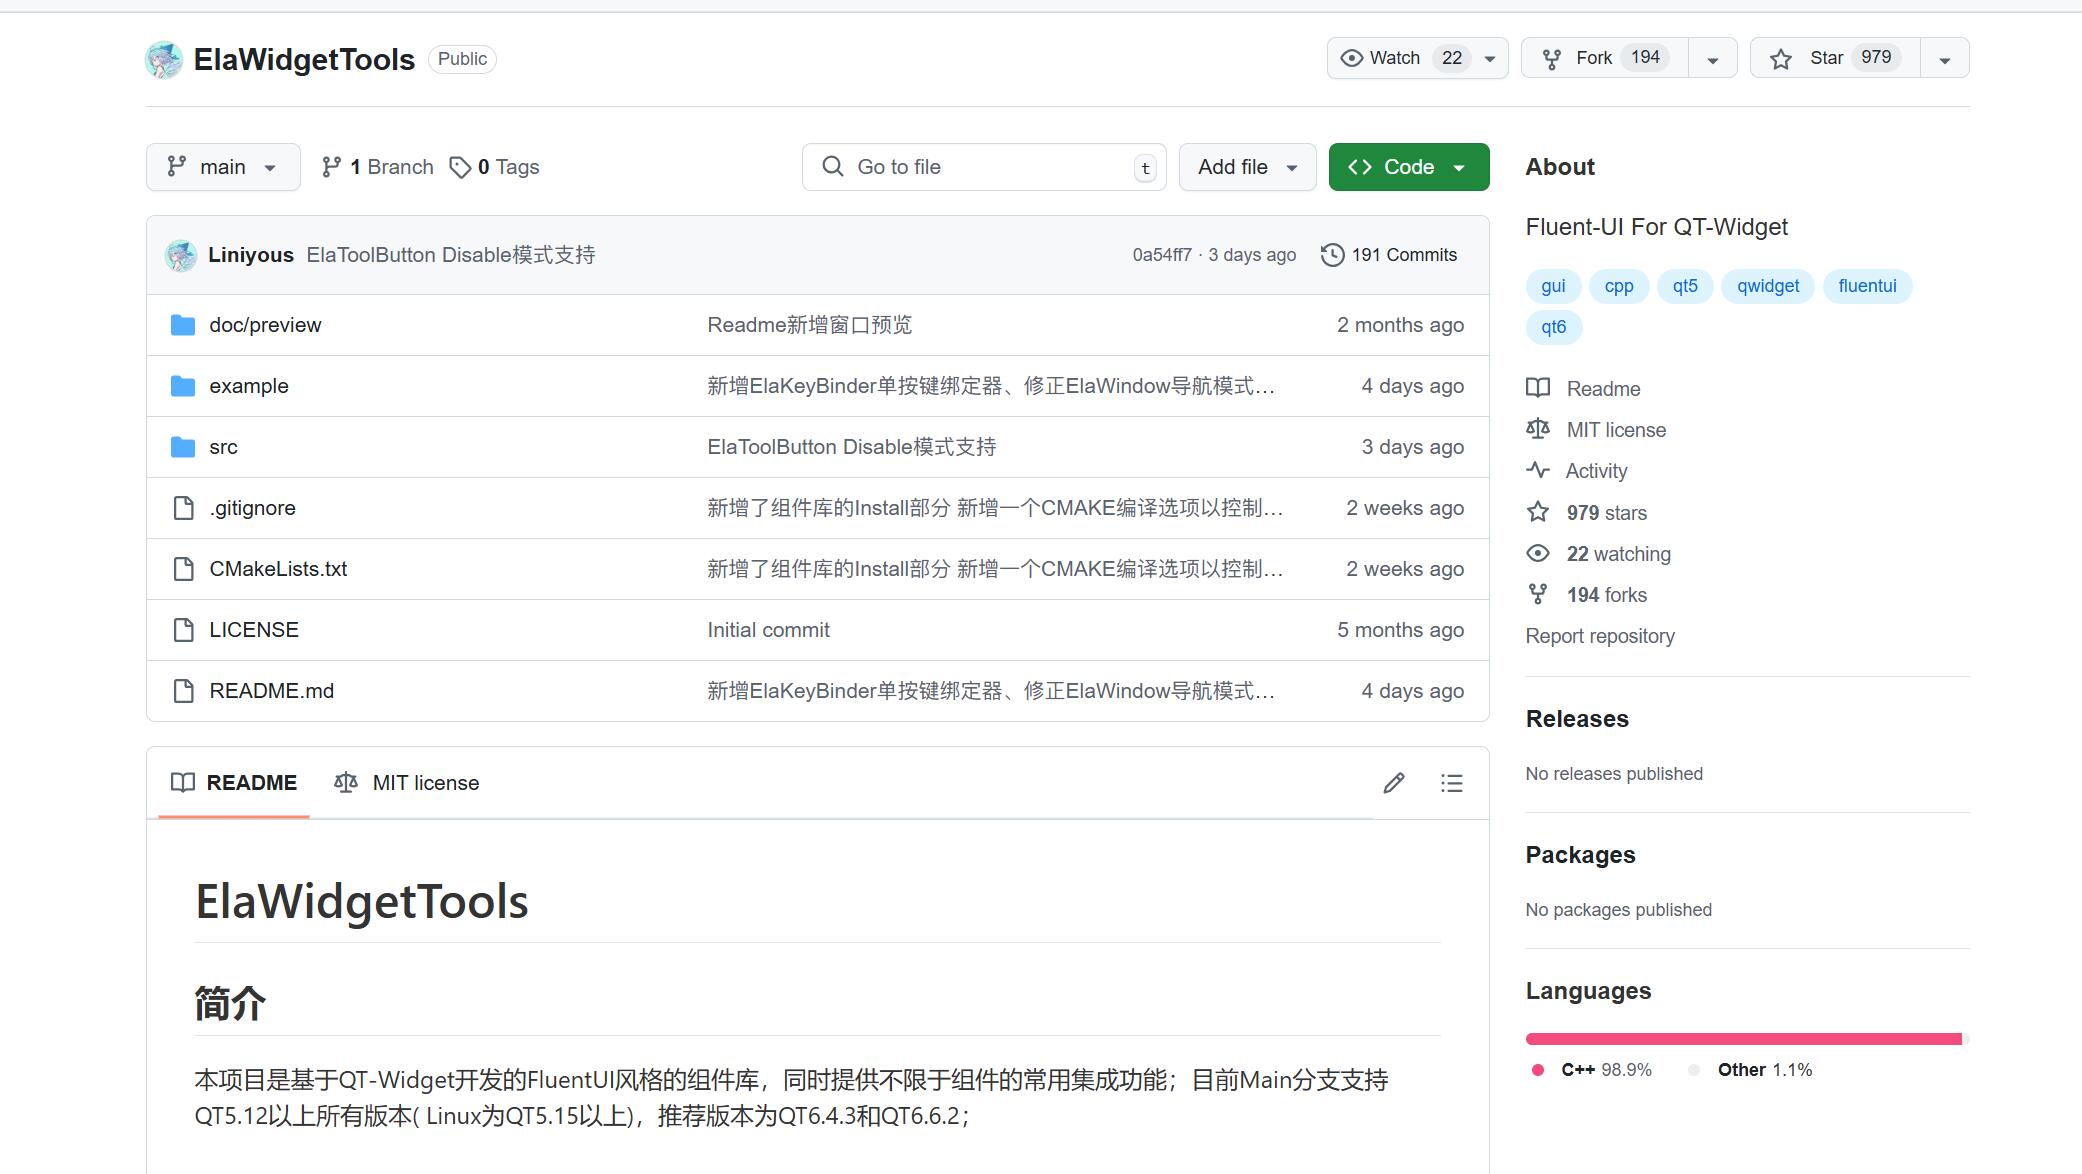 ElaWidgetTools Public
Watch 22 Fork 194 Star 979
main 1 Branch 0 Tags Go to file t Add file Code
Liniyous ElaToolButton Disable模式支持 0a54ff7 · 3 days ago 191 Commits
doc/preview Readme新增窗口预览 2 months ago
example 新增ElaKeyBinder单按键绑定器、修正ElaWindow导航模式… 4 days ago
src ElaToolButton Disable模式支持 3 days ago
.gitignore 新增了组件库的Install部分 新增一个CMAKE编译选项以控制… 2 weeks ago
CMakeLists.txt 新增了组件库的Install部分 新增一个CMAKE编译选项以控制… 2 weeks ago
LICENSE Initial commit 5 months ago
README.md 新增ElaKeyBinder单按键绑定器、修正ElaWindow导航模式… 4 days ago
README MIT license
ElaWidgetTools
简介
本项目是基于QT-Widget开发的FluentUI风格的组件库，同时提供不限于组件的常用集成功能；目前Main分支支持
QT5.12以上所有版本( Linux为QT5.15以上)，推荐版本为QT6.4.3和QT6.6.2；
About
Fluent-UI For QT-Widget
gui cpp qt5 qwidget fluentui
qt6
Readme
MIT license
Activity
979 stars
22 watching
194 forks
Report repository
Releases
No releases published
Packages
No packages published
Languages
C++ 98.9% Other 1.1%